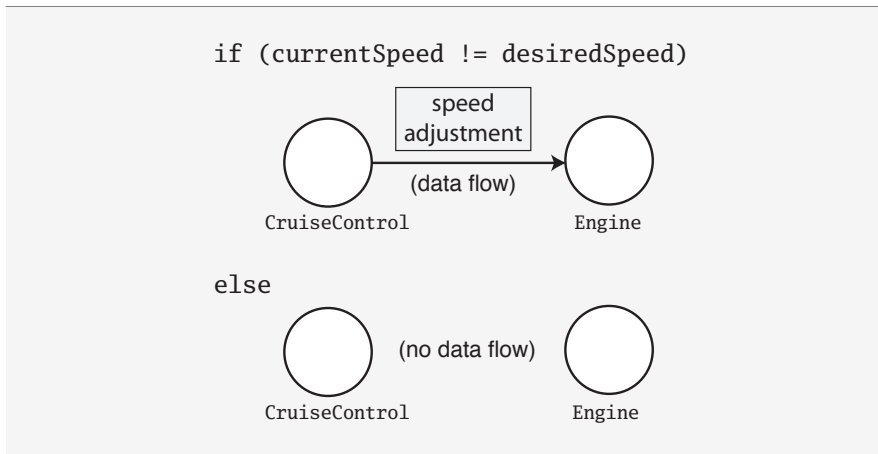 if (currentSpeed != desiredSpeed)
speed
adjustment
(data flow)
CruiseControl
Engine
else
(no data flow)
CruiseControl
Engine